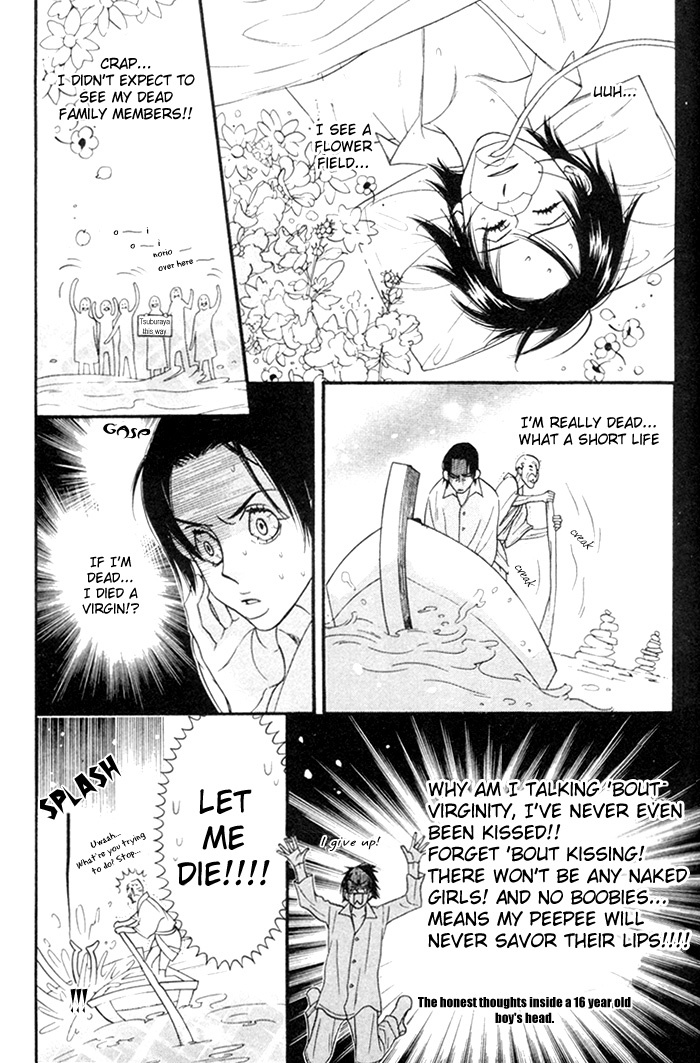 UUH...
I SEE A
FLOWER
FIELD...
CRAP...
I DIDN'T EXPECT TO
SEE MY DEAD
FAMILY MEMBERS!!
o — i
o — i
norio —
over here —
Tsuburaya
this way
I'M REALLY DEAD...
WHAT A SHORT LIFE
creak
creak
GASP
IF I'M
DEAD...
I DIED A
VIRGIN!?
WHY AM I TALKING 'BOUT
VIRGINITY, I'VE NEVER EVEN
BEEN KISSED!!
FORGET 'BOUT KISSING!
THERE WON'T BE ANY NAKED
GIRLS! AND NO BOOBIES...
MEANS MY PEEPEE WILL
NEVER SAVOR THEIR LIPS!!!!
I give up!
The honest thoughts inside a 16 year old
boy's head.
LET
ME
DIE!!!!
SPLASH
Uwaah...
What're you trying
to do? Stop...
!!!